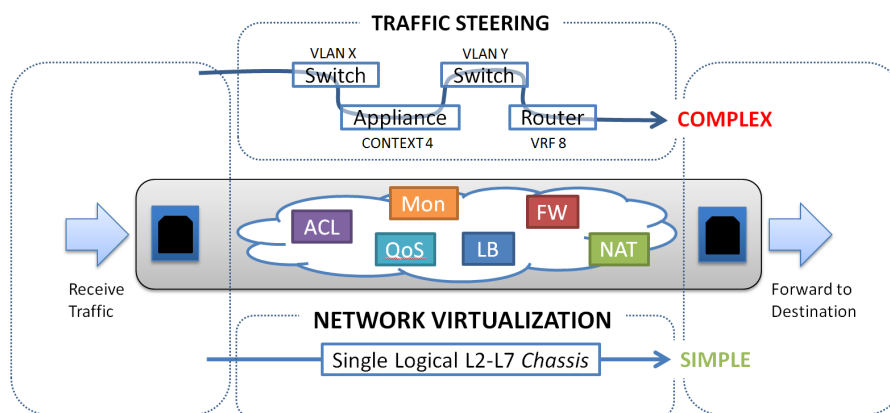 TRAFFIC STEERING
VLAN X
VLAN Y
Switch
Switch
Appliance
Router
COMPLEX
CONTEXT 4
VRF 8
Mon
FW
ACL
QoS
LB
NAT
Receive
Traffic
Forward to
Destination
NETWORK VIRTUALIZATION
Single Logical L2-L7 Chassis
SIMPLE